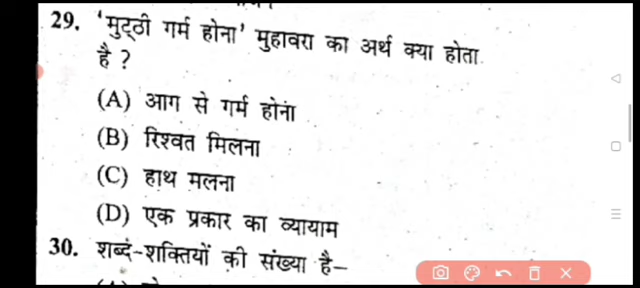 29. 'मुट्ठी गर्म होना' मुहावरा का अर्थ क्या होता
है ?
(A) आग से गर्म होना
(B) रिश्वत मिलना
(C) हाथ मलना
(D) एक प्रकार का व्यायाम
30. शब्द-शक्तियों की संख्या है–